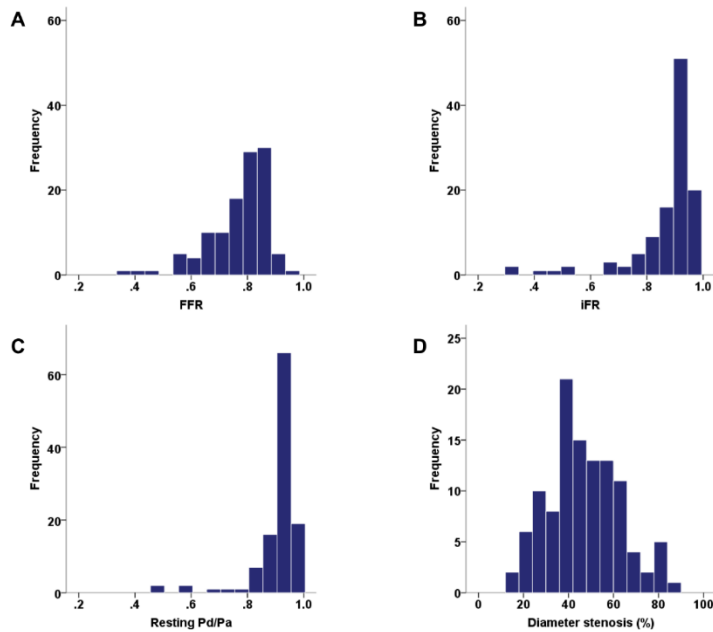 A
60
40
20
0
Frequency
.2 .4 .6 .8 1.0
FFR
B
60
40
20
0
Frequency
.2 .4 .6 .8 1.0
iFR
C
60
40
20
0
Frequency
.2 .4 .6 .8 1.0
Resting Pd/Pa
D
25
20
15
10
5
0
Frequency
0 20 40 60 80 100
Diameter stenosis (%)